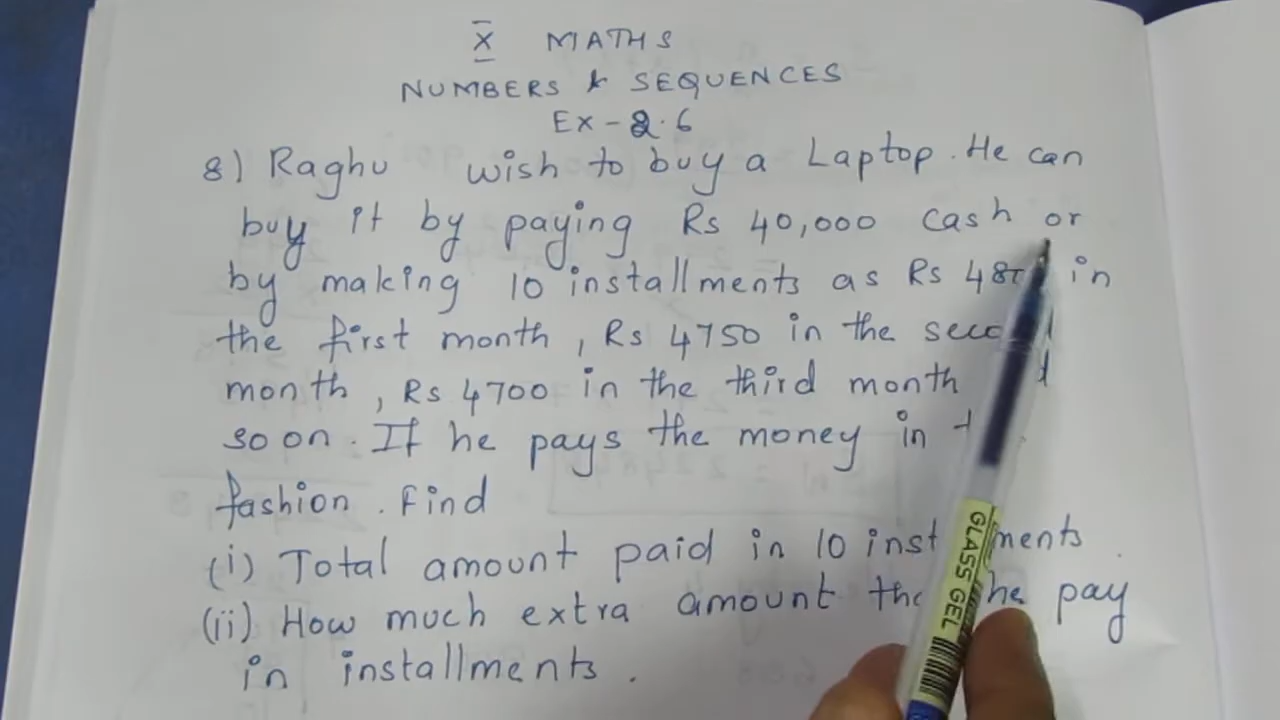 X MATHS
NUMBERS & SEQUENCES
EX-2.6
8) Raghu wish to buy a Laptop. He can
buy it by paying Rs 40,000 cash or
by making 10 installments as Rs in
the first month, Rs 4750 in the
month, Rs 4700 in the third month
so on. If he pays the money in
fashion. Find
(i) Total amount paid in 10
(ii) How much extra amount he pay
in installments.
GLASS GEL